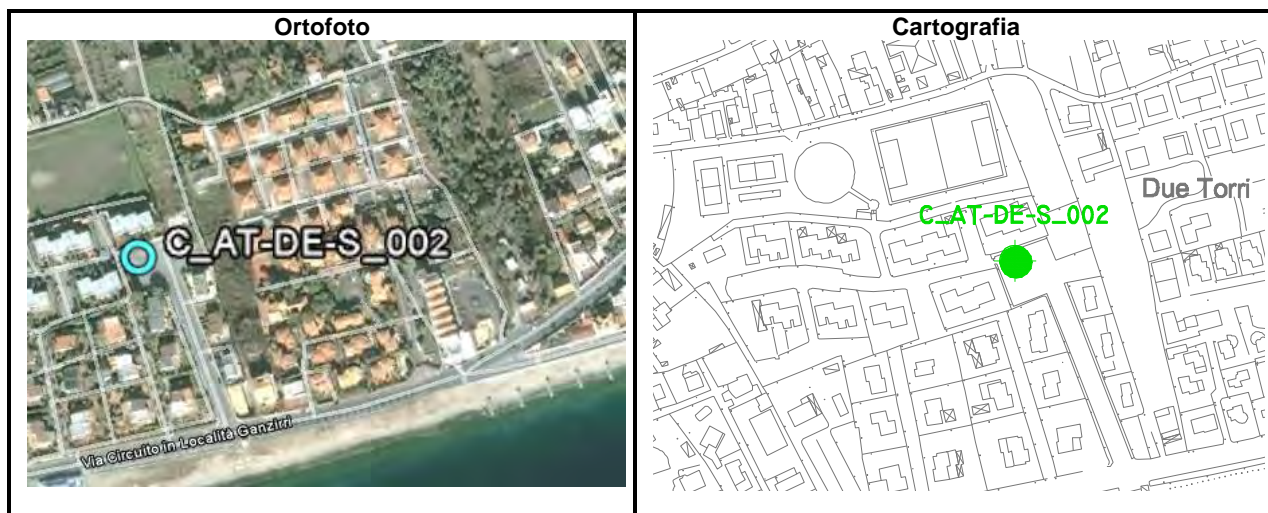 Ortofoto
C_AT-DE-S_002
Via Circuito in Località Ganzirri
Cartografia
Due Torri
C_AT-DE-S_002